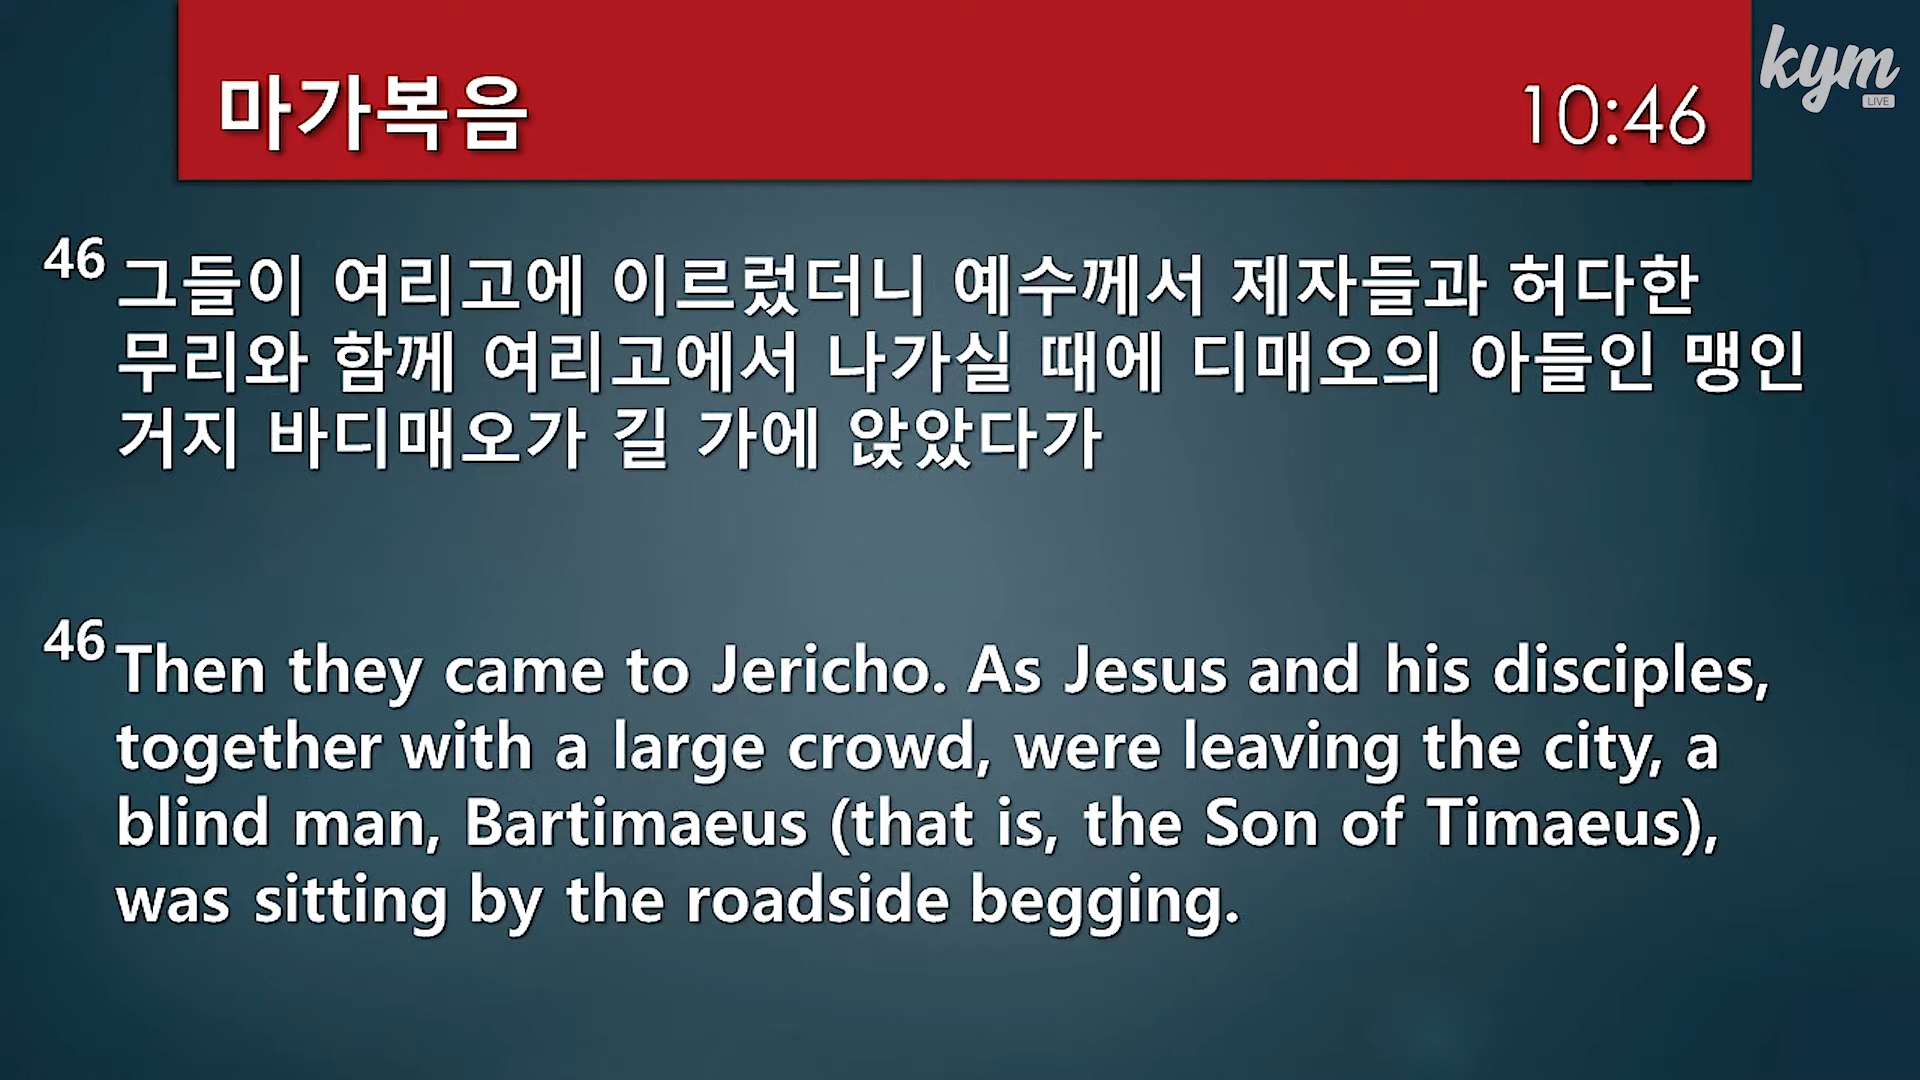 마가복음
10:46
kym
LIVE
46 그들이 여리고에 이르렀더니 예수께서 제자들과 허다한
무리와 함께 여리고에서 나가실 때에 디매오의 아들인 맹인
거지 바디매오가 길 가에 앉았다가
46 Then they came to Jericho. As Jesus and his disciples,
together with a large crowd, were leaving the city, a
blind man, Bartimaeus (that is, the Son of Timaeus),
was sitting by the roadside begging.